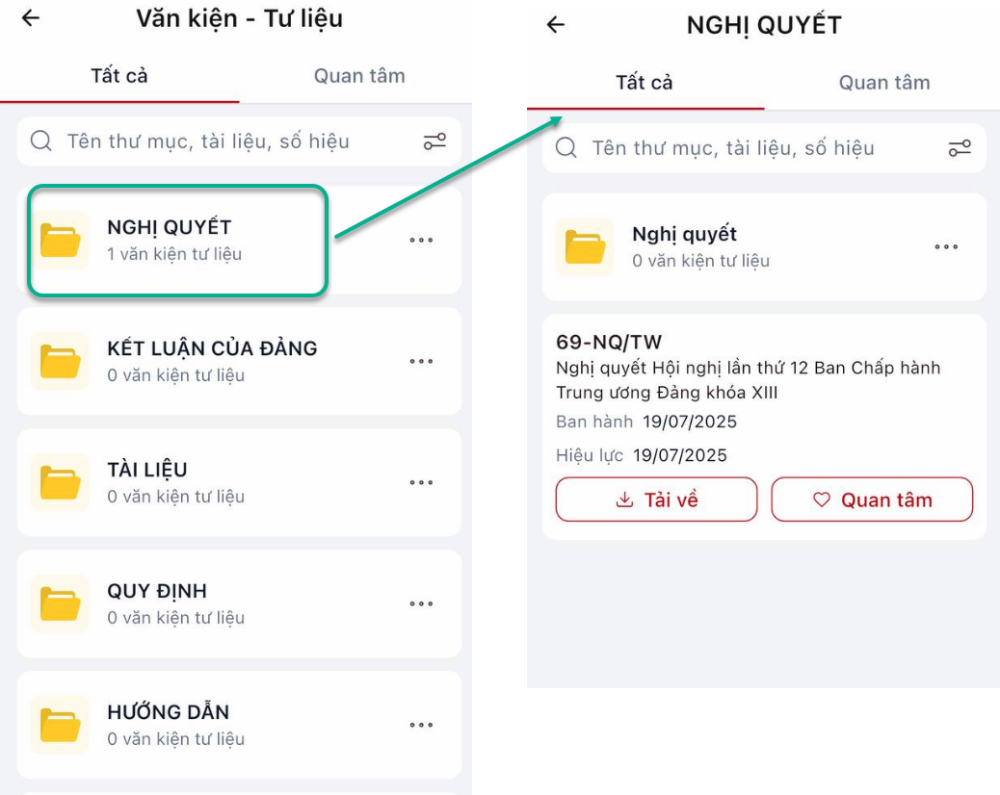 Văn kiện - Tư liệu
Tất cả
Quan tâm
Tên thư mục, tài liệu, số hiệu
NGHỊ QUYẾT
1 văn kiện tư liệu
KẾT LUẬN CỦA ĐẢNG
0 văn kiện tư liệu
TÀI LIỆU
0 văn kiện tư liệu
QUY ĐỊNH
0 văn kiện tư liệu
HƯỚNG DẪN
0 văn kiện tư liệu
NGHỊ QUYẾT
Tất cả
Quan tâm
Tên thư mục, tài liệu, số hiệu
Nghị quyết
0 văn kiện tư liệu
69-NQ/TW
Nghị quyết Hội nghị lần thứ 12 Ban Chấp hành
Trung ương Đảng khóa XIII
Ban hành 19/07/2025
Hiệu lực 19/07/2025
Tải về
Quan tâm